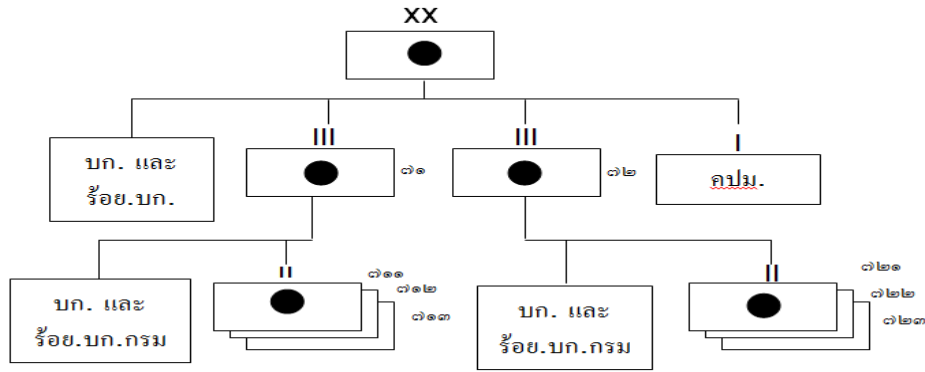 XX
III
III
I
บก. และ
ร้อย.บก.
๗๑
๗๒
คปม.
II
๗๑๑
๗๑๒
๗๑๓
II
๗๒๑
๗๒๒
๗๒๓
บก. และ
ร้อย.บก.กรม
บก. และ
ร้อย.บก.กรม